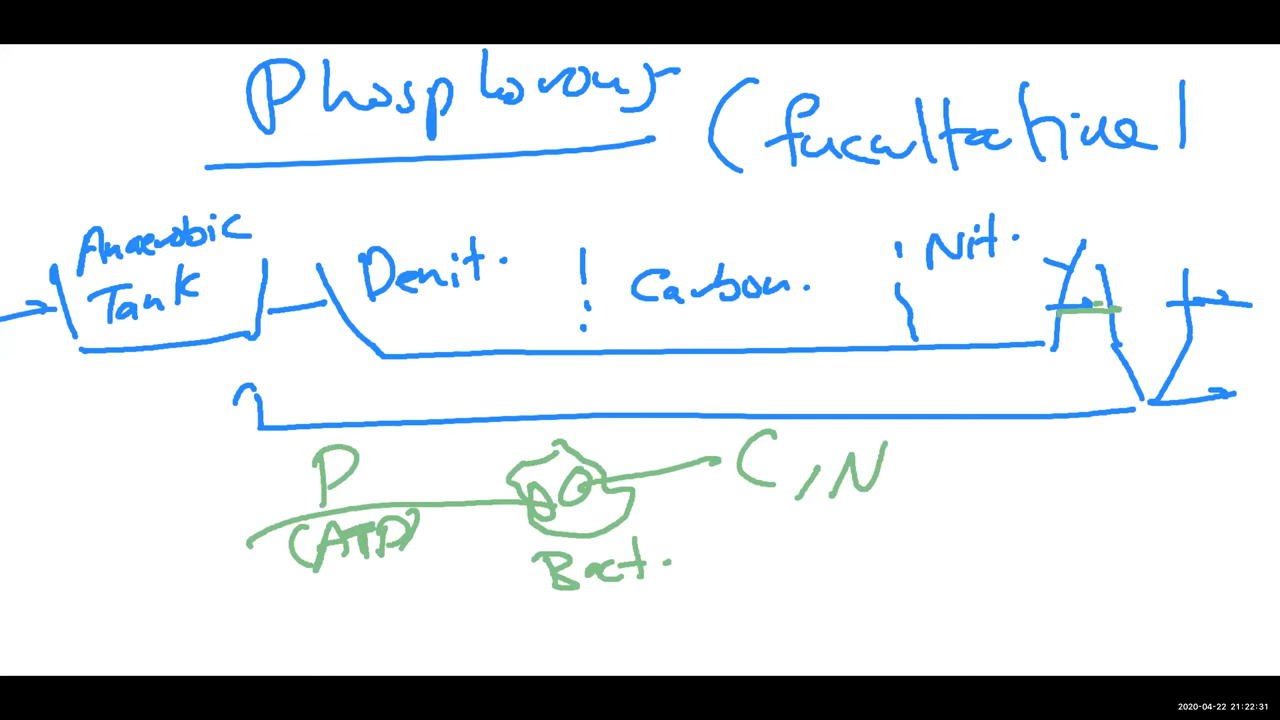 Phosphorous (facultative)
Anaerobic
Tank
Denit.
Carbon.
Nit.
P
(ATP)
C, N
Bact.
2020-04-22 21:22:31